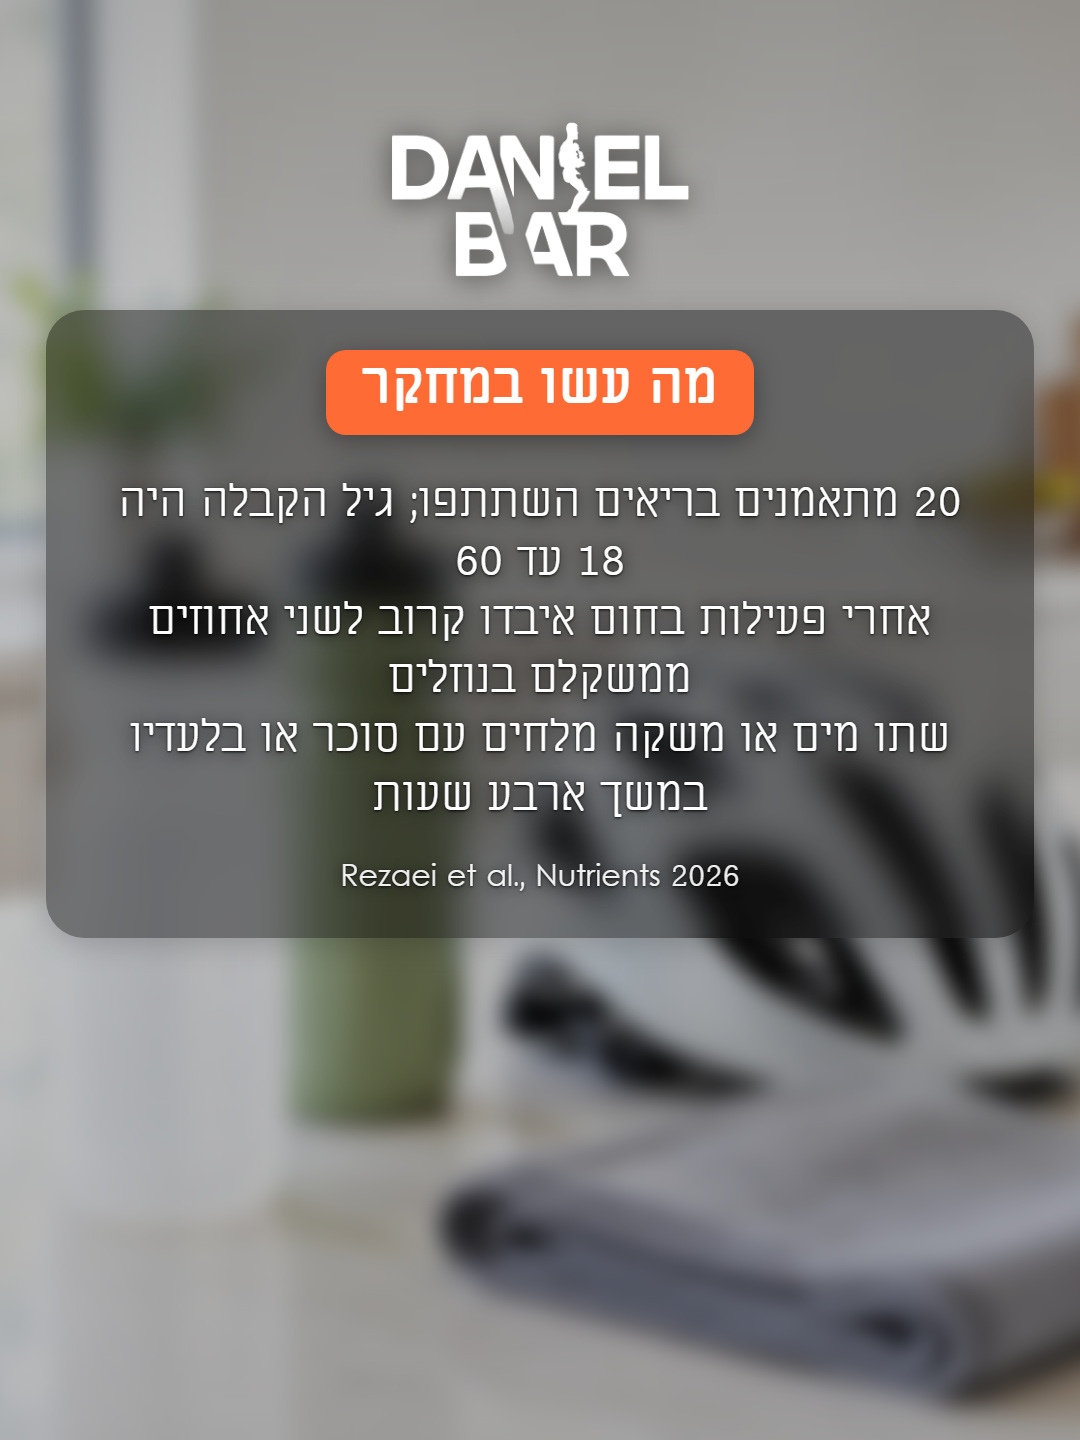 DANIEL
BAR
מה עשו במחקר
20 מתאמנים בריאים השתתפו; גיל הקבלה היה
18 עד 60
אחרי פעילות בחום איבדו קרוב לשני אחוזים
ממשקלם בנוזלים
שתו מים או משקה מלחים עם סוכר או בלעדיו
במשך ארבע שעות
Rezaei et al., Nutrients 2026